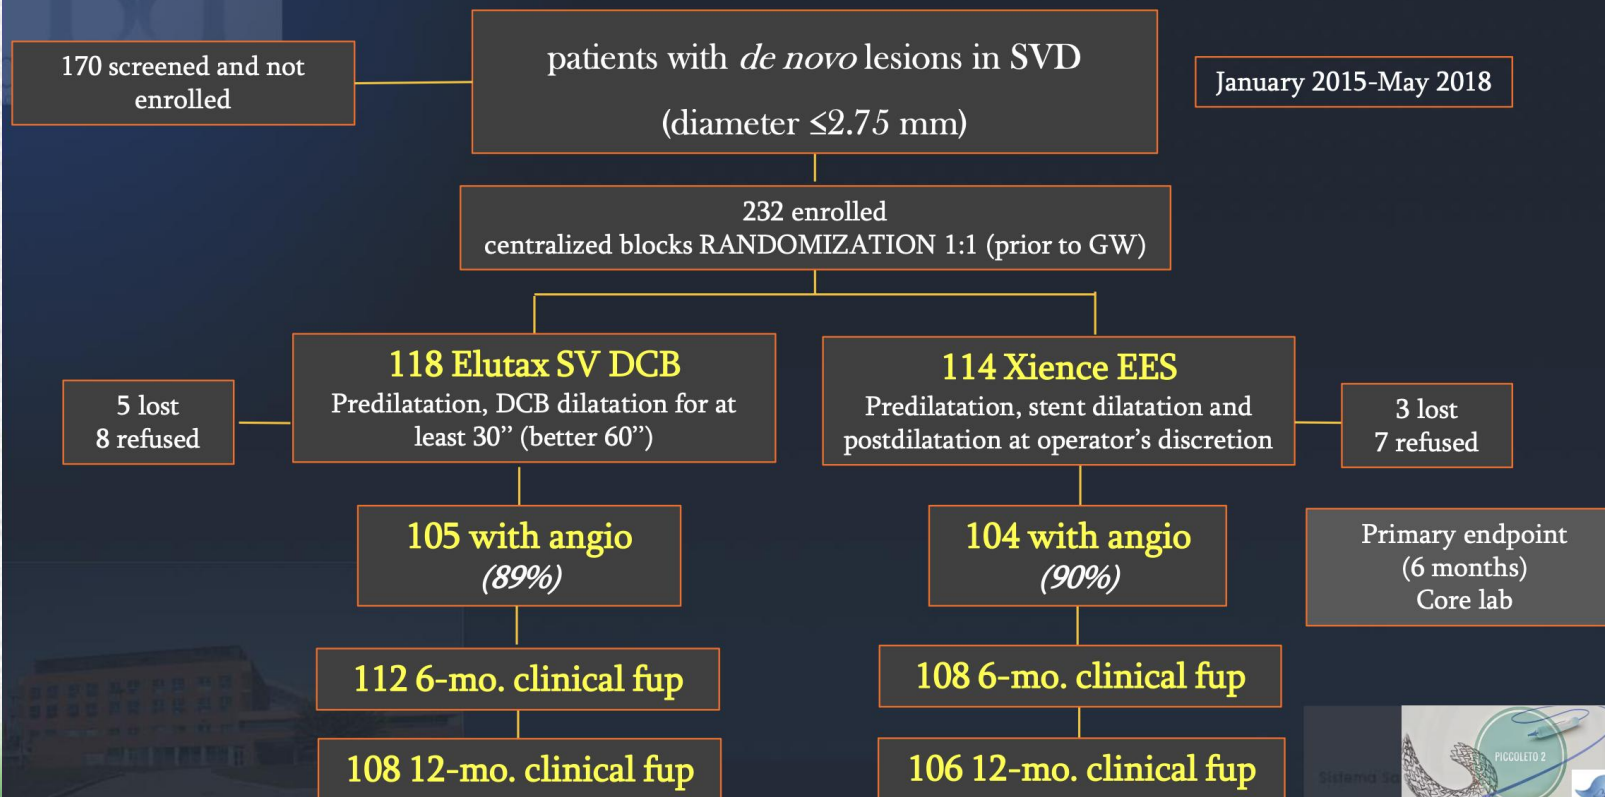 170 screened and not
enrolled
patients with de novo lesions in SVD
(diameter ≤2.75 mm)
January 2015-May 2018
232 enrolled
centralized blocks RANDOMIZATION 1:1 (prior to GW)
118 Elutax SV DCB
Predilatation, DCB dilatation for at
least 30” (better 60”)
114 Xience EES
Predilatation, stent dilatation and
postdilatation at operator’s discretion
5 lost
8 refused
3 lost
7 refused
105 with angio
(89%)
104 with angio
(90%)
Primary endpoint
(6 months)
Core lab
112 6-mo. clinical fup
108 6-mo. clinical fup
108 12-mo. clinical fup
106 12-mo. clinical fup
PICCOLETO 2
Sistema